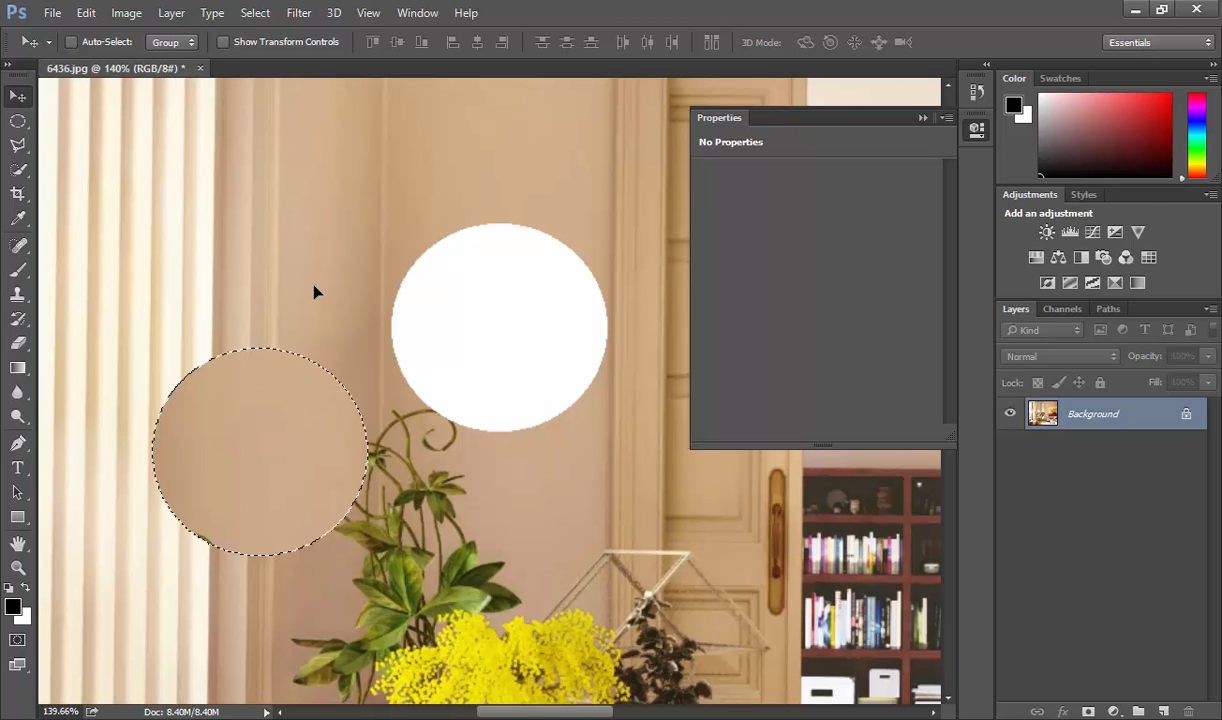 Ps File Edit Image Layer Type Select Filter 3D View Window Help
Auto-Select: Group Show Transform Controls 3D Mode: Essentials
6436.jpg @ 140% (RGB/8#) * ×
Color Swatches
Properties
No Properties
Adjustments Styles
Add an adjustment
Layers Channels Paths
Kind
Normal Opacity: 100%
Lock: Fill: 100%
Background
139.66% Doc: 8.40M/8.40M